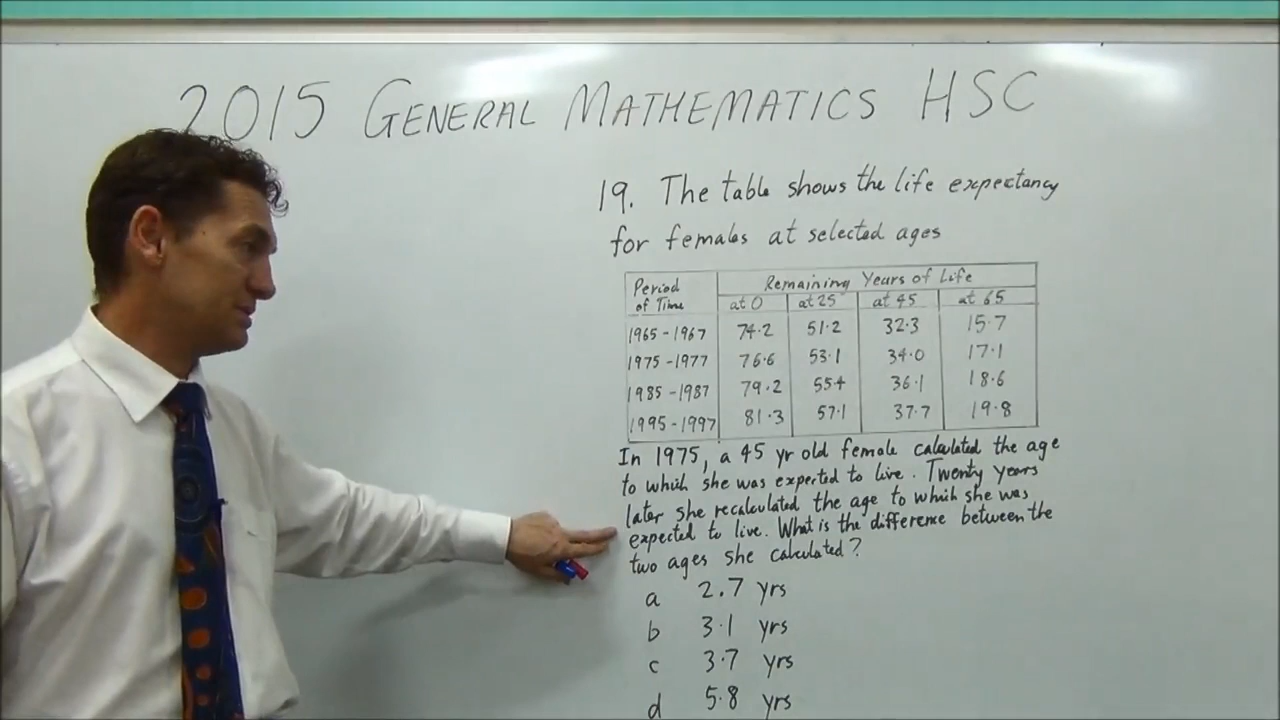 2015 GENERAL MATHEMATICS HSC
19. The table shows the life expectancy
for females at selected ages
Period of Time Remaining Years of Life
at 0 at 25 at 45 at 65
1965-1967 74.2 51.2 32.3 15.7
1975-1977 76.6 53.1 34.0 17.1
1985-1987 79.2 55.4 36.1 18.6
1995-1997 81.3 57.1 37.7 19.8
In 1975, a 45 yr old female calculated the age
to which she was expected to live. Twenty years
later she recalculated the age to which she was
expected to live. What is the difference between the
two ages she calculated?
a 2.7 yrs
b 3.1 yrs
c 3.7 yrs
d 5.8 yrs